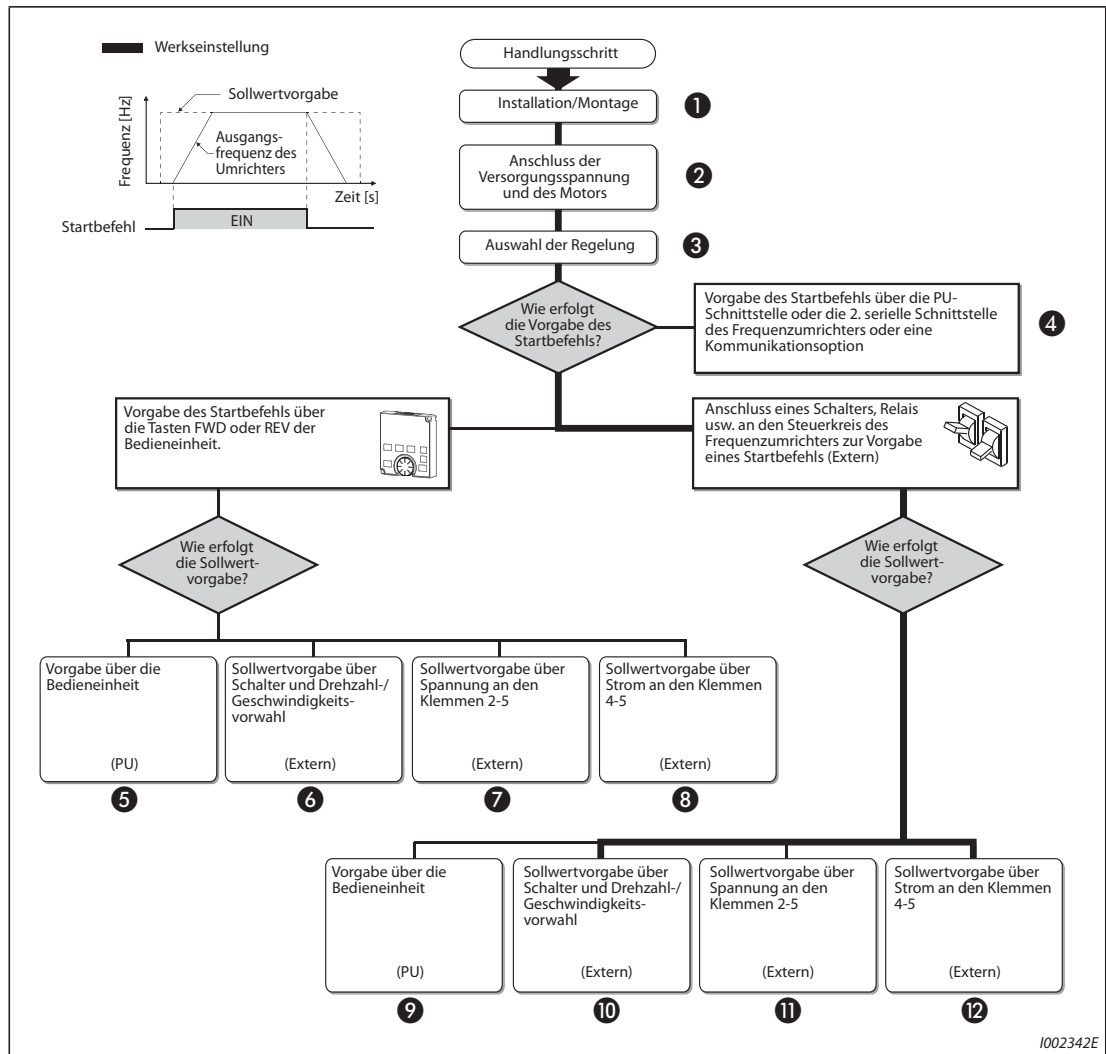 Werkseinstellung
Frequenz [Hz]
Sollwertvorgabe
Ausgangs-
frequenz des
Umrichters
Zeit [s]
Startbefehl
EIN
Handlungsschritt
Installation/Montage
1
Anschluss der
Versorgungsspannung
und des Motors
2
Auswahl der Regelung
3
Wie erfolgt
die Vorgabe des
Startbefehls?
Vorgabe des Startbefehls über die PU-
Schnittstelle oder die 2. serielle Schnittstelle
des Frequenzumrichters oder eine
Kommunikationsoption
4
Vorgabe des Startbefehls über
die Tasten FWD oder REV der
Bedieneinheit.
Anschluss eines Schalters, Relais
usw. an den Steuerkreis des
Frequenzumrichters zur Vorgabe
eines Startbefehls (Extern)
Wie erfolgt
die Sollwert-
vorgabe?
Wie erfolgt
die Sollwert-
vorgabe?
Vorgabe über die
Bedieneinheit
(PU)
5
Sollwertvorgabe über
Schalter und Drehzahl-/
Geschwindigkeits-
vorwahl
(Extern)
6
Sollwertvorgabe über
Spannung an den
Klemmen 2-5
(Extern)
7
Sollwertvorgabe über
Strom an den Klemmen
4-5
(Extern)
8
Vorgabe über die
Bedieneinheit
(PU)
9
Sollwertvorgabe über
Schalter und Drehzahl-/
Geschwindigkeits-
vorwahl
(Extern)
10
Sollwertvorgabe über
Spannung an den
Klemmen 2-5
(Extern)
11
Sollwertvorgabe über
Strom an den Klemmen
4-5
(Extern)
12
I002342E